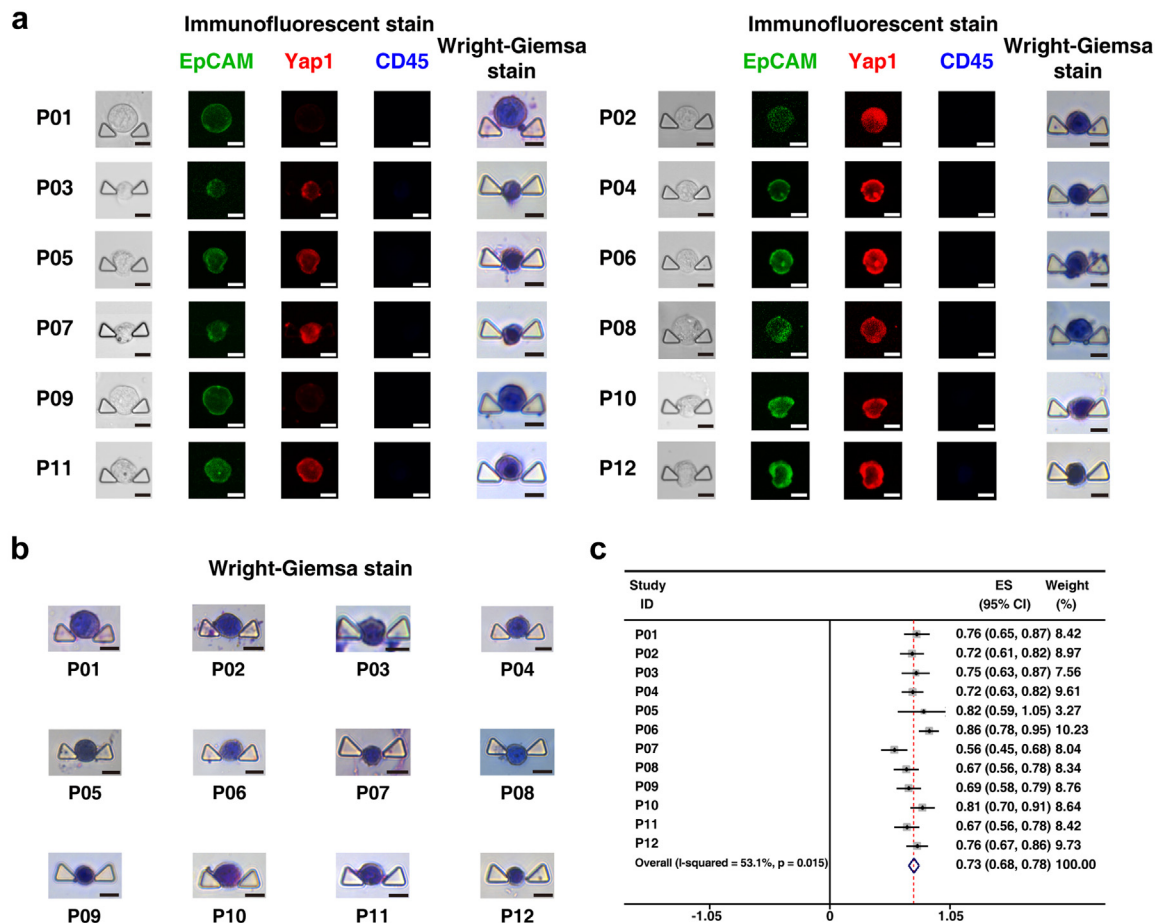 a
Immunofluorescent stain
EpCAM Yap1 CD45 Wright-Giemsa stain
Immunofluorescent stain
EpCAM Yap1 CD45 Wright-Giemsa stain
P01 P02
P03 P04
P05 P06
P07 P08
P09 P10
P11 P12
b
Wright-Giemsa stain
P01 P02 P03 P04
P05 P06 P07 P08
P09 P10 P11 P12
c
Study ES Weight
ID (95% CI) (%)
P01 0.76 (0.65, 0.87) 8.42
P02 0.72 (0.61, 0.82) 8.97
P03 0.75 (0.63, 0.87) 7.56
P04 0.72 (0.63, 0.82) 9.61
P05 0.82 (0.59, 1.05) 3.27
P06 0.86 (0.78, 0.95) 10.23
P07 0.56 (0.45, 0.68) 8.04
P08 0.67 (0.56, 0.78) 8.34
P09 0.69 (0.58, 0.79) 8.76
P10 0.81 (0.70, 0.91) 8.64
P11 0.67 (0.56, 0.78) 8.42
P12 0.76 (0.67, 0.86) 9.73
Overall (I-squared = 53.1%, p = 0.015) 0.73 (0.68, 0.78) 100.00
-1.05 0 1.05